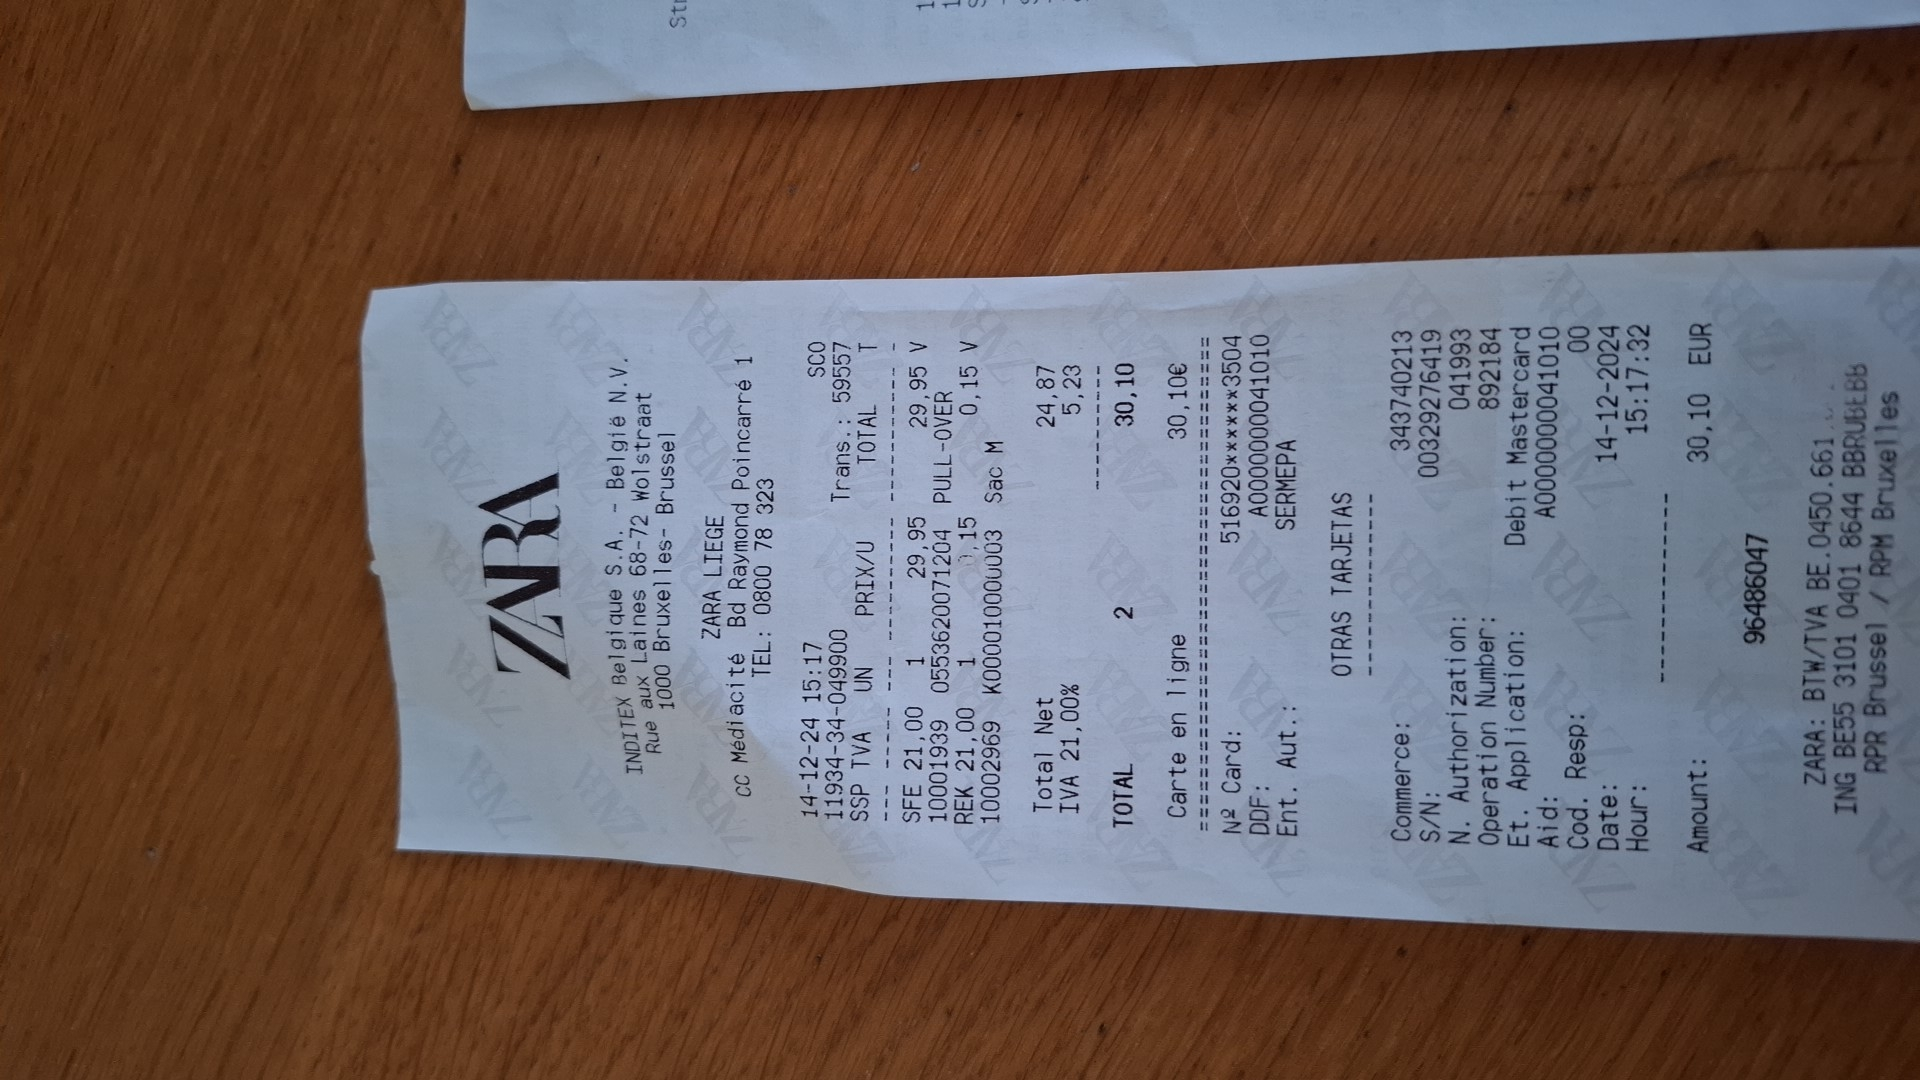 ZARA
INDITEX Belgique S.A. - België N.V.
Rue aux Laines 68-72 Wolstraat
1000 Bruxelles- Brussel
ZARA LIEGE
CC Médiacité Bd Raymond Poincarré 1
TEL: 0800 78 323
14-12-24 15:17 SCO
11934-34-049900 Trans.: 59557
SSP TVA UN PRIX/U TOTAL T
--- ------ --- -------- ----------- -
SFE 21,00 1 29,95 29,95 V
10001939 0553620071204 PULL-OVER
REK 21,00 1 0,15 0,15 V
10002969 K000010000003 Sac M
Total Net 24,87
IVA 21,00% 5,23
-----------
TOTAL 2 30,10
Carte en ligne 30,10€
======================================
Nº Card: 516920******3504
DDF: A0000000041010
Ent. Aut.: SERMEPA
OTRAS TARJETAS
----------------
Commerce: 343740213
S/N: 00329276419
N. Authorization: 041993
Operation Number: 892184
Et. Application: Debit Mastercard
Aid: A0000000041010
Cod. Resp: 00
Date: 14-12-2024
Hour: 15:17:32
----------------
Amount: 30,10 EUR
96486047
ZARA: BTW/TVA BE.0450.661
ING BE55 3101 0401 8644 BBRUBEBB
RPR Brussel / RPM Bruxelles